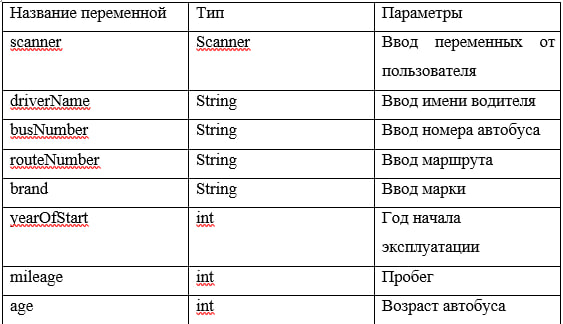 Название переменной Тип Параметры
scanner Scanner Ввод переменных от
пользователя
driverName String Ввод имени водителя
busNumber String Ввод номера автобуса
routeNumber String Ввод маршрута
brand String Ввод марки
yearOfStart int Год начала
эксплуатации
mileage int Пробег
age int Возраст автобуса